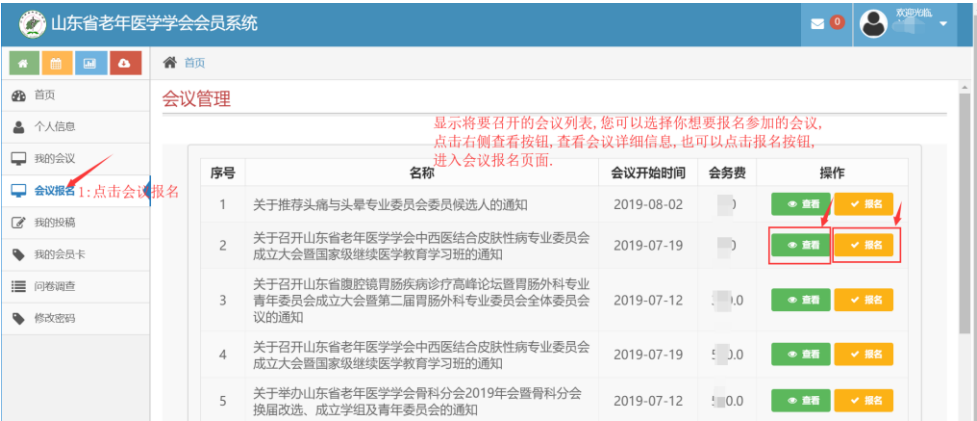 山东省老年医学学会会员系统
0
欢迎光临,
首页
首页
会议管理
个人信息
显示将要召开的会议列表,您可以选择你想要报名参加的会议,
点击右侧查看按钮,查看会议详细信息,也可以点击报名按钮,
进入会议报名页面.
我的会议
序号 名称 会议开始时间 会务费 操作
会议报名 1:点击会议报名
1 关于推荐头痛与头晕专业委员会委员候选人的通知 2019-08-02 查看 报名
我的投稿
2 关于召开山东省老年医学学会中西医结合皮肤性病专业委员会 2019-07-19 查看 报名
成立大会暨国家级继续医学教育学习班的通知
我的会员卡
问卷调查
关于召开山东省腹腔镜胃肠疾病诊疗高峰论坛暨胃肠外科专业
3 青年委员会成立大会暨第二届胃肠外科专业委员会全体委员会 2019-07-12 .0 查看 报名
议的通知
修改密码
4 关于召开山东省老年医学学会中西医结合皮肤性病专业委员会 2019-07-19 0.0 查看 报名
成立大会暨国家级继续医学教育学习班的通知
5 关于举办山东省老年医学学会骨科分会2019年会暨骨科分会 2019-07-12 0.0 查看 报名
换届改选、成立学组及青年委员会的通知